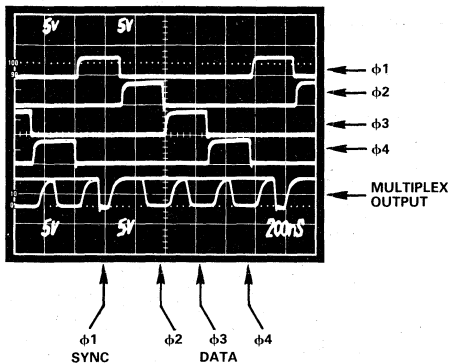 5V 5V
100
90
ϕ1
ϕ2
ϕ3
ϕ4
MULTIPLEX
OUTPUT
10
0
5V 5V 200nS
ϕ1 ϕ2 ϕ3 ϕ4
SYNC DATA